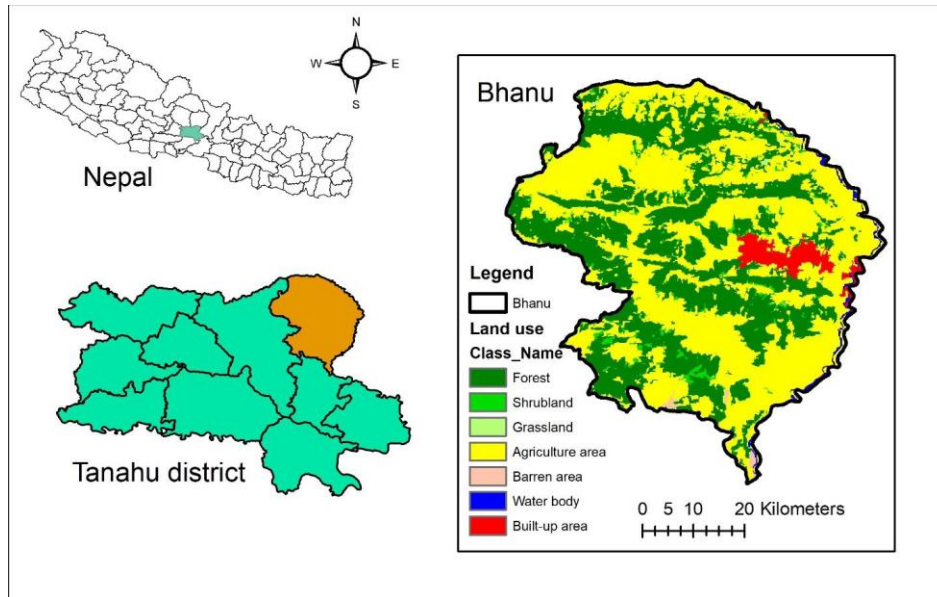 N
W E
S
Nepal
Tanahu district
Bhanu
Legend
Bhanu
Land use
Class_Name
Forest
Shrubland
Grassland
Agriculture area
Barren area
Water body
Built-up area
0 5 10 20 Kilometers